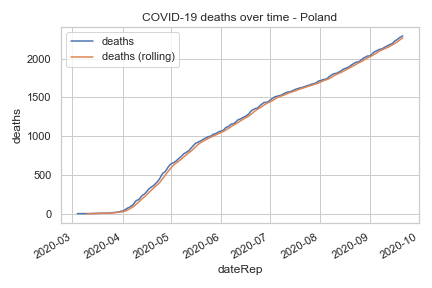 COVID-19 deaths over time - Poland
deaths
deaths (rolling)
2000
1500
1000
500
0
deaths
2020-03
2020-04
2020-05
2020-06
2020-07
2020-08
2020-09
2020-10
dateRep